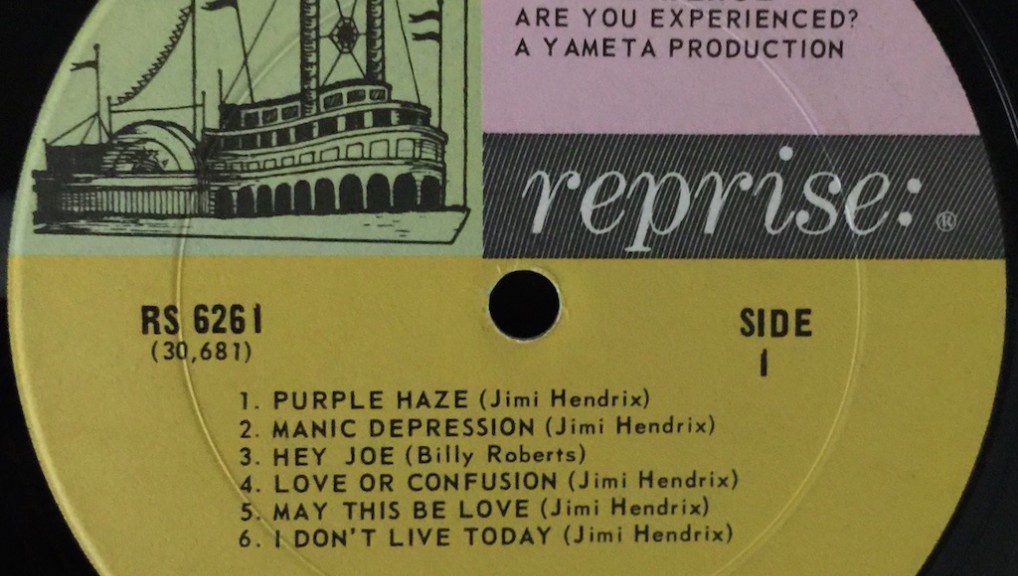 ARE YOU EXPERIENCED?
A YAMETA PRODUCTION
reprise:®
RS 6261
(30,681)
SIDE
1
1. PURPLE HAZE (Jimi Hendrix)
2. MANIC DEPRESSION (Jimi Hendrix)
3. HEY JOE (Billy Roberts)
4. LOVE OR CONFUSION (Jimi Hendrix)
5. MAY THIS BE LOVE (Jimi Hendrix)
6. I DON'T LIVE TODAY (Jimi Hendrix)